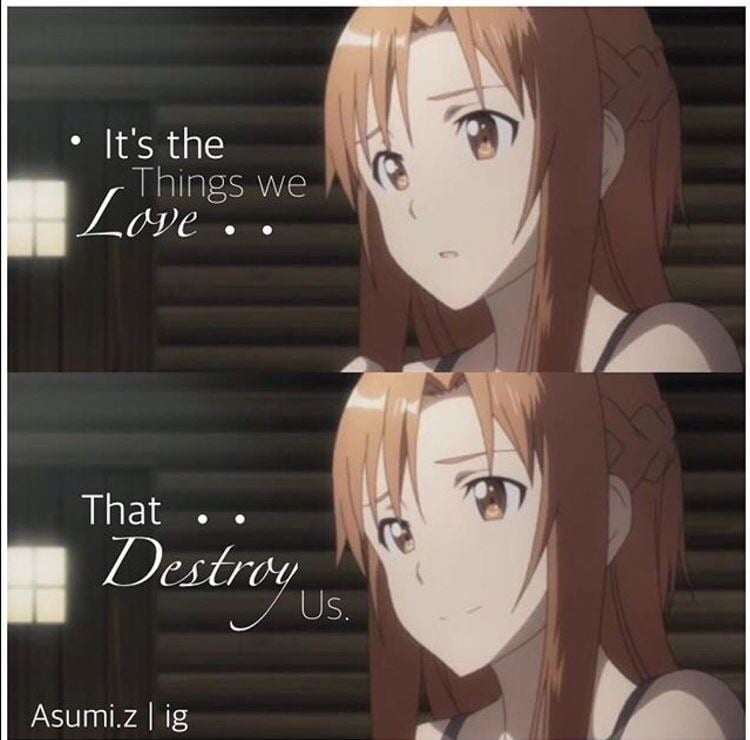 • It's the
Things we
Love . .
That . .
Destroy
Us.
Asumi.z | ig